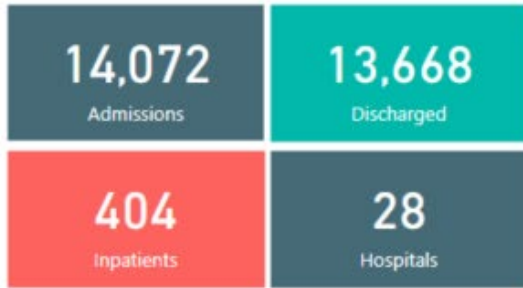 14,072
Admissions
13,668
Discharged
404
Inpatients
28
Hospitals